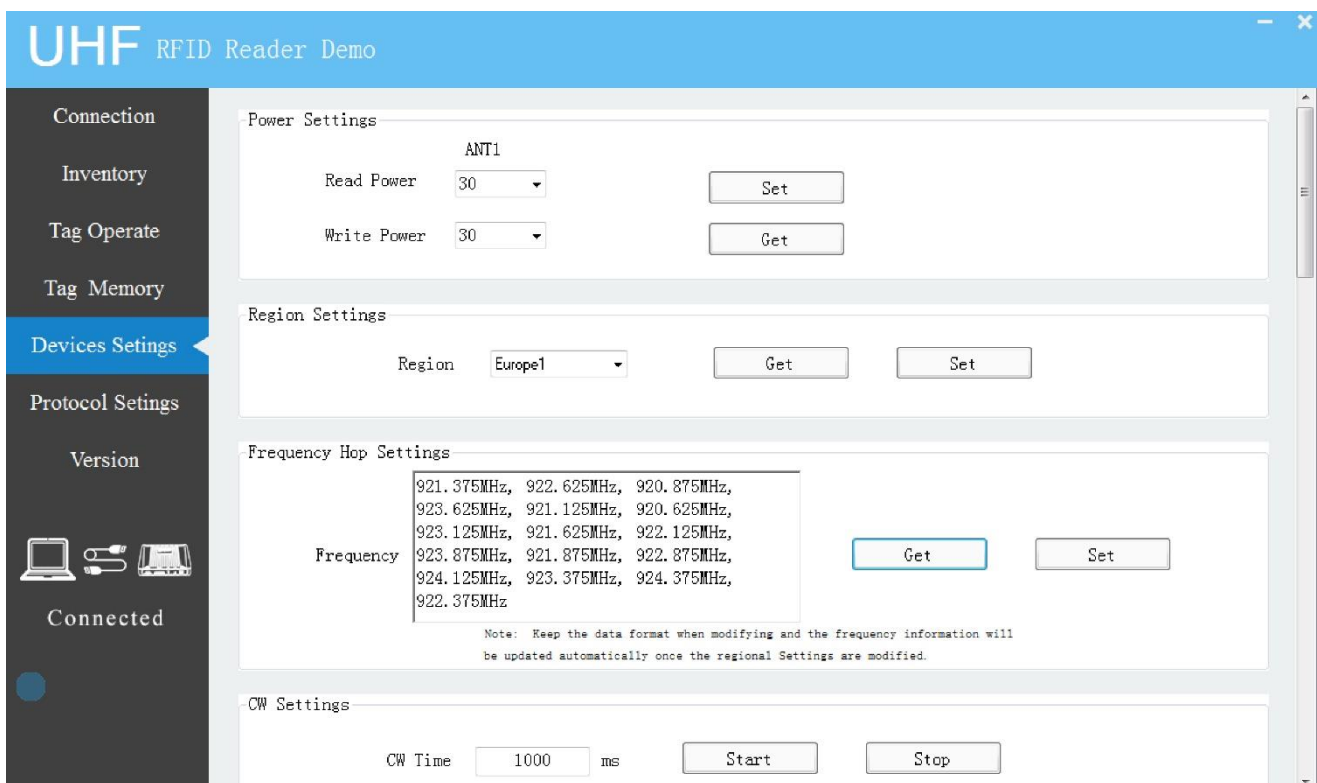 UHF RFID Reader Demo
Connection
Inventory
Tag Operate
Tag Memory
Devices Setings
Protocol Setings
Version
Connected
Power Settings
ANT1
Read Power 30 Set
Write Power 30 Get
Region Settings
Region Europe1 Get Set
Frequency Hop Settings
921.375MHz, 922.625MHz, 920.875MHz,
923.625MHz, 921.125MHz, 920.625MHz,
923.125MHz, 921.625MHz, 922.125MHz,
Frequency 923.875MHz, 921.875MHz, 922.875MHz, Get Set
924.125MHz, 923.375MHz, 924.375MHz,
922.375MHz
Note: Keep the data format when modifying and the frequency information will
be updated automatically once the regional Settings are modified.
CW Settings
CW Time 1000 ms Start Stop